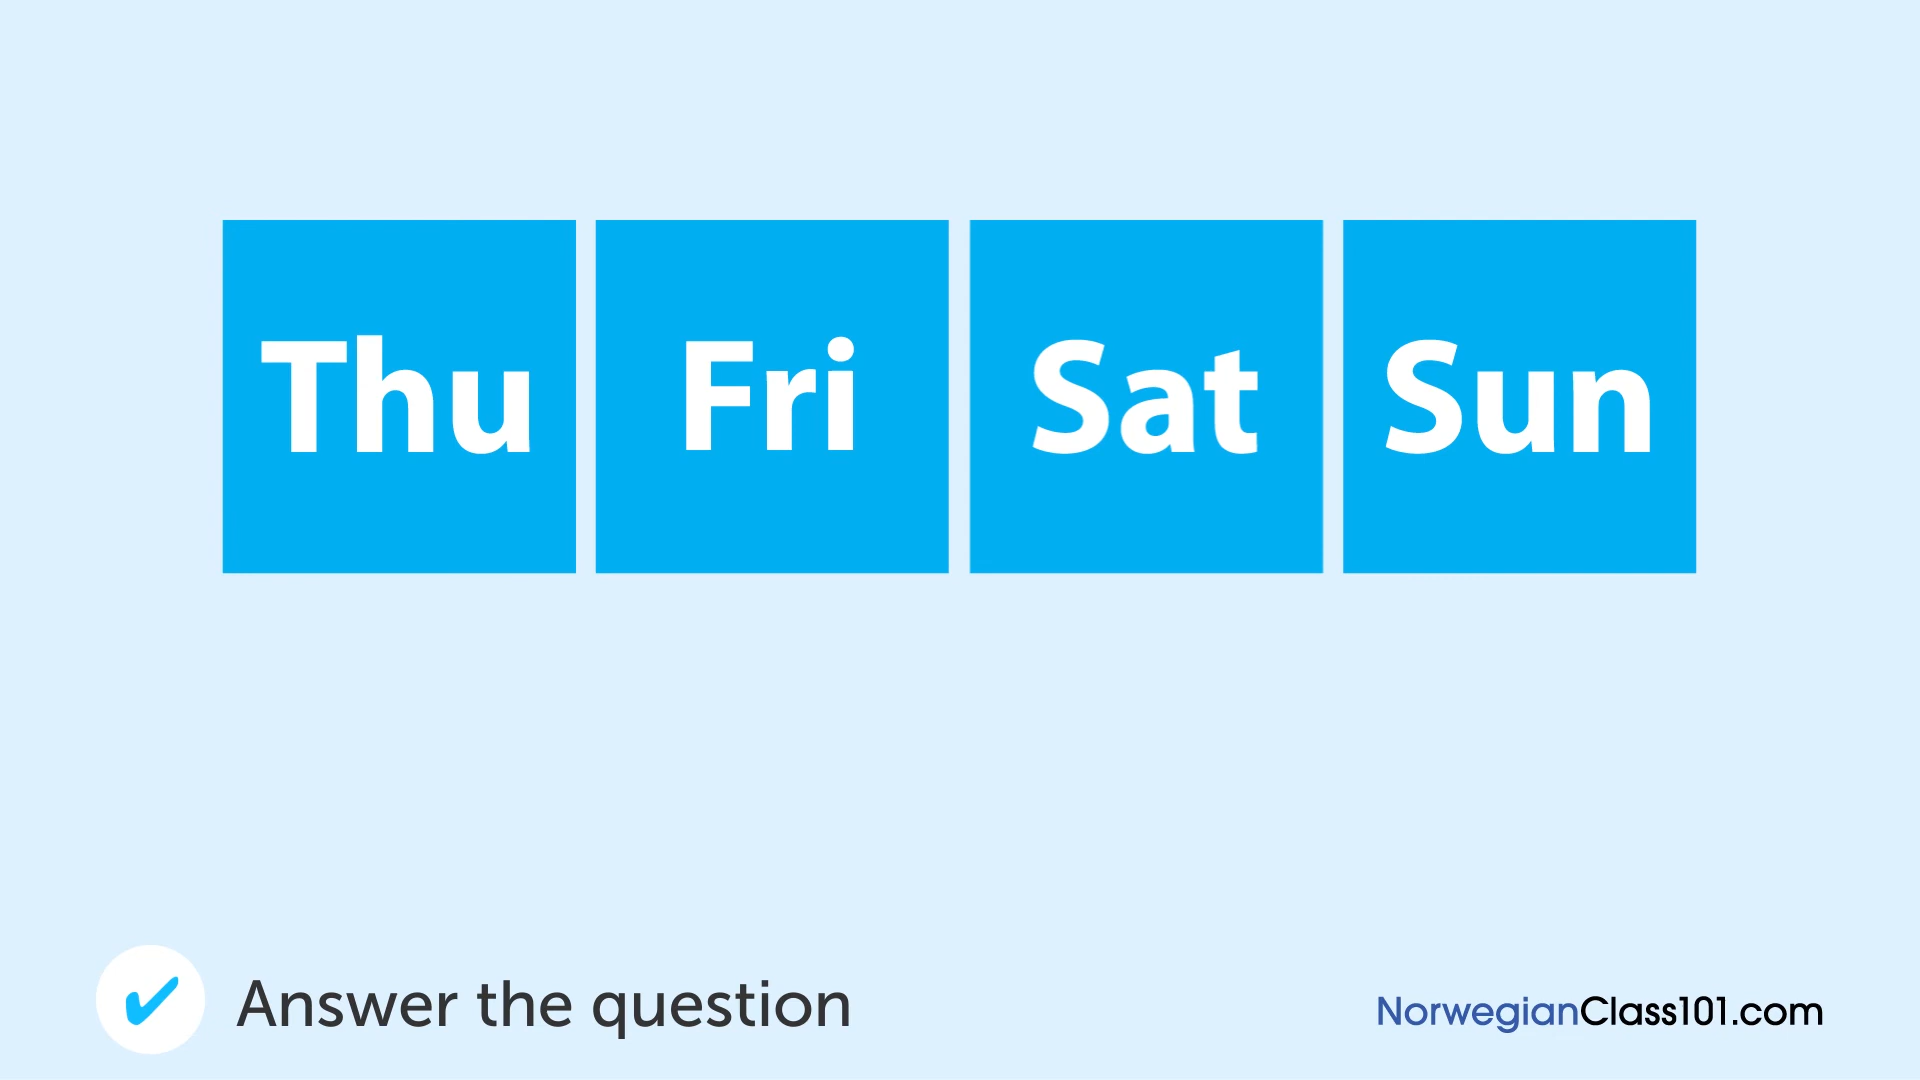 Thu Fri Sat Sun
✔ Answer the question
NorwegianClass101.com